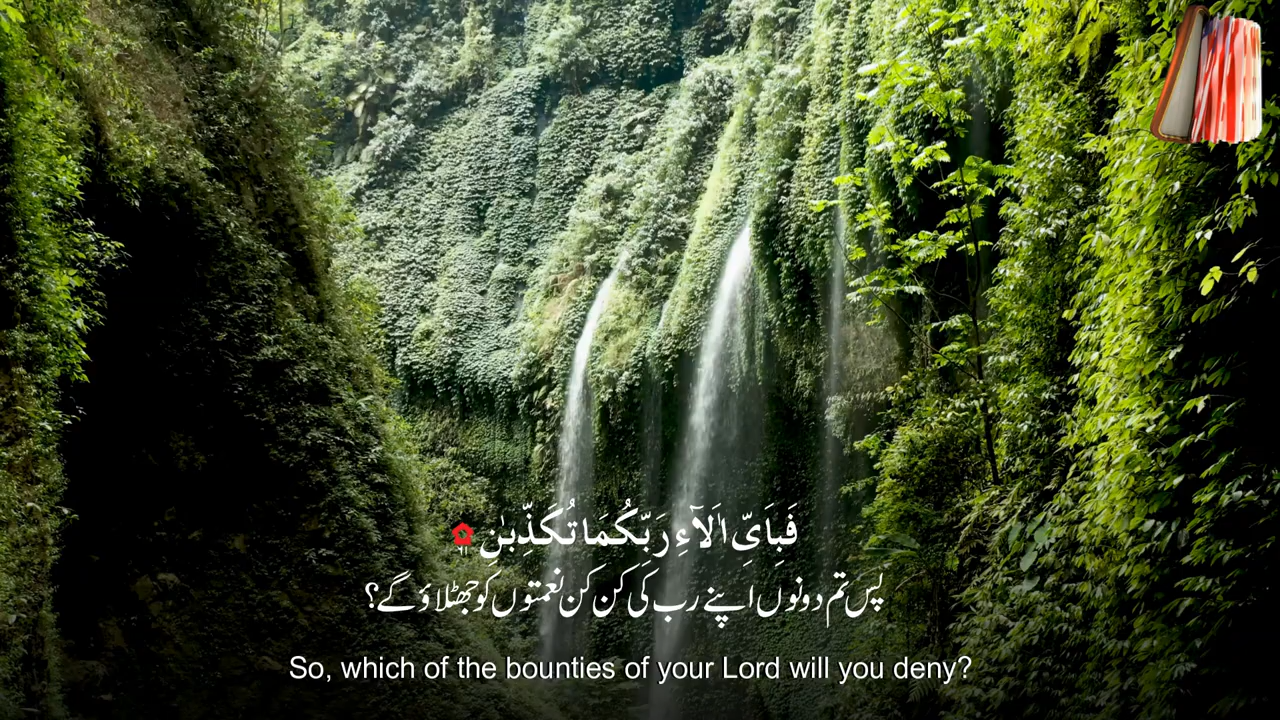 فَبِاَىِّ اٰلَآءِ رَبِّكُمَا تُكَذِّبٰنِ
پس تم دونوں اپنے رب کی کن کن نعمتوں کو جھٹلاؤ گے؟
So, which of the bounties of your Lord will you deny?